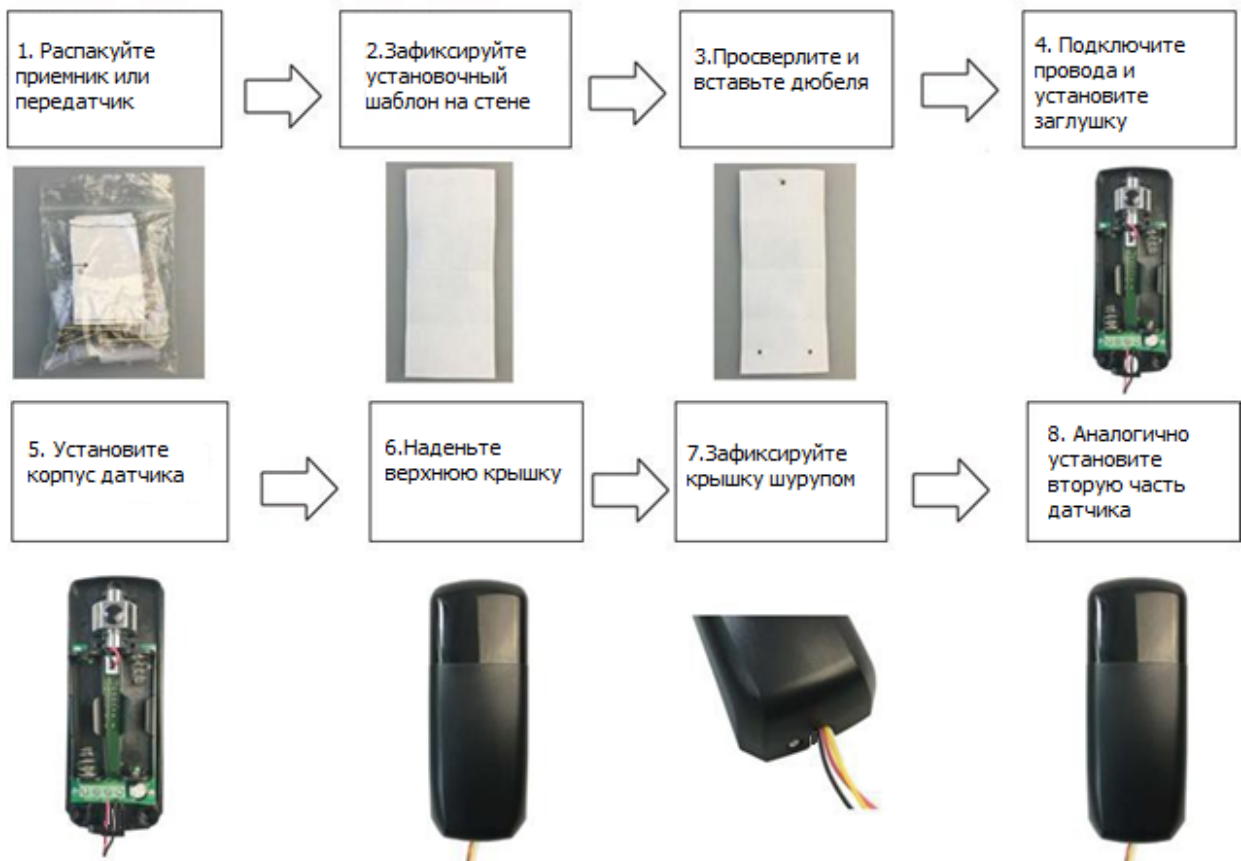 1. Распакуйте
приемник или
передатчик
2.Зафиксируйте
установочный
шаблон на стене
3.Просверлите и
вставьте дюбеля
4. Подключите
провода и
установите
заглушку
5. Установите
корпус датчика
6.Наденьте
верхнюю крышку
7.Зафиксируйте
крышку шурупом
8. Аналогично
установите
вторую часть
датчика